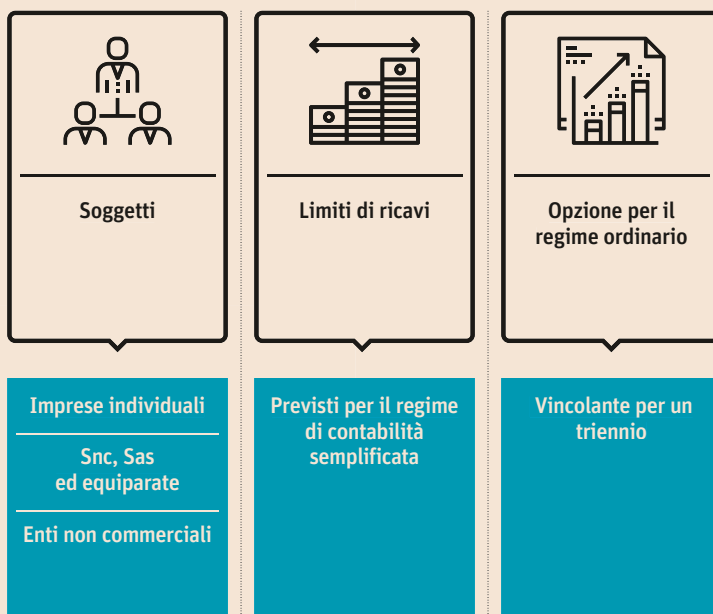 Soggetti
Imprese individuali
Snc, Sas
ed equiparate
Enti non commerciali
Limiti di ricavi
Previsti per il regime
di contabilità
semplificata
Opzione per il
regime ordinario
Vincolante per un
triennio